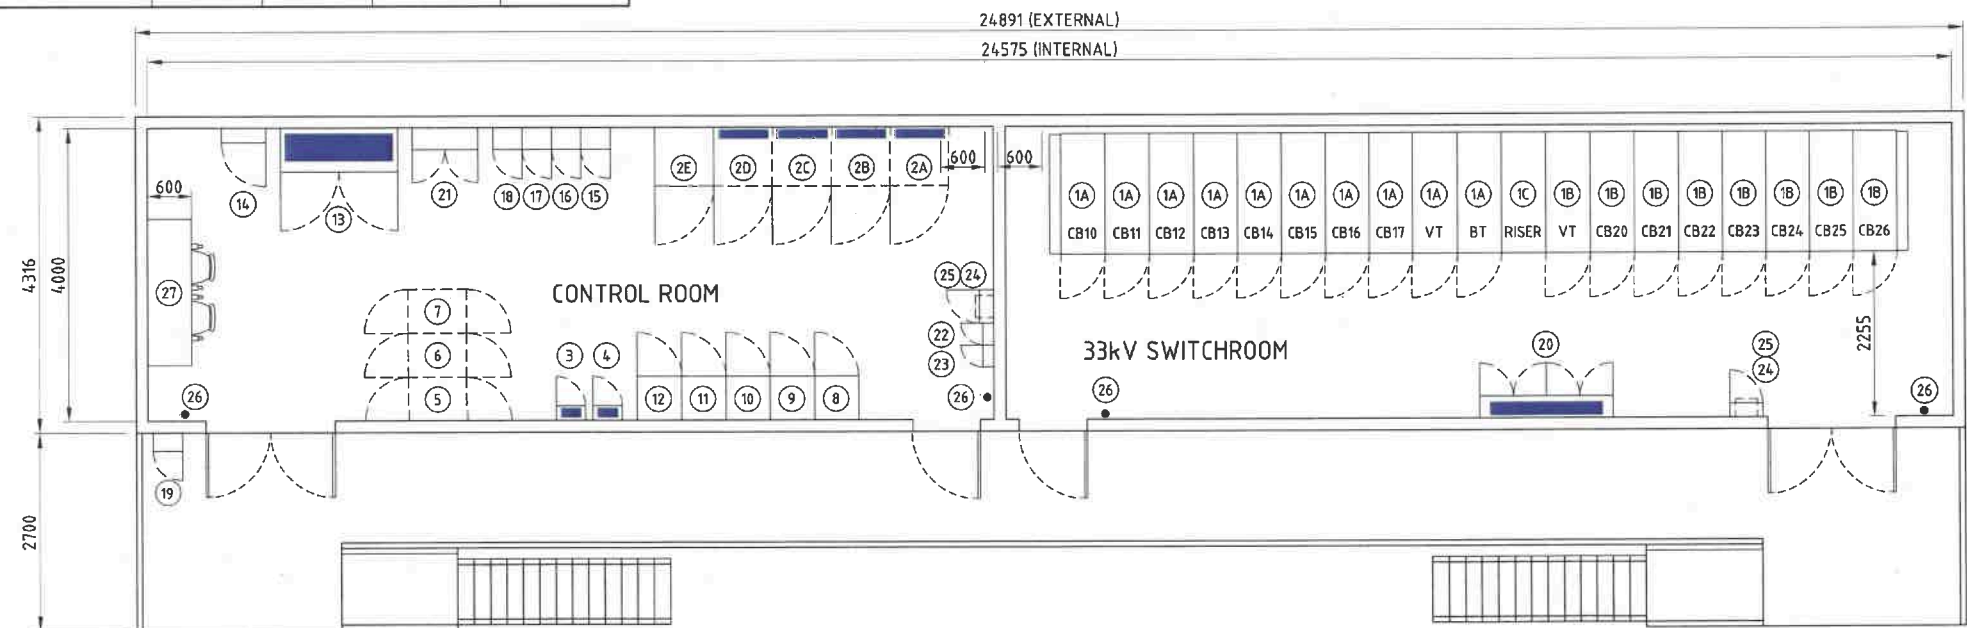 24891 (EXTERNAL)
24575 (INTERNAL)
4316
4000
2700
600
600
600
2255
14
13
21
18 17 16 15
2E 2D 2C 2B 2A
1A 1A 1A 1A 1A 1A 1A 1A 1A 1A 1C 1B 1B 1B 1B 1B 1B 1B 1B
CB10 CB11 CB12 CB13 CB14 CB15 CB16 CB17 VT BT RISER VT CB20 CB21 CB22 CB23 CB24 CB25 CB26
27
CONTROL ROOM
25 24
7
6
5
3 4
22
23
33kV SWITCHROOM
20
25
24
12 11 10 9 8
26
26
26
26
19